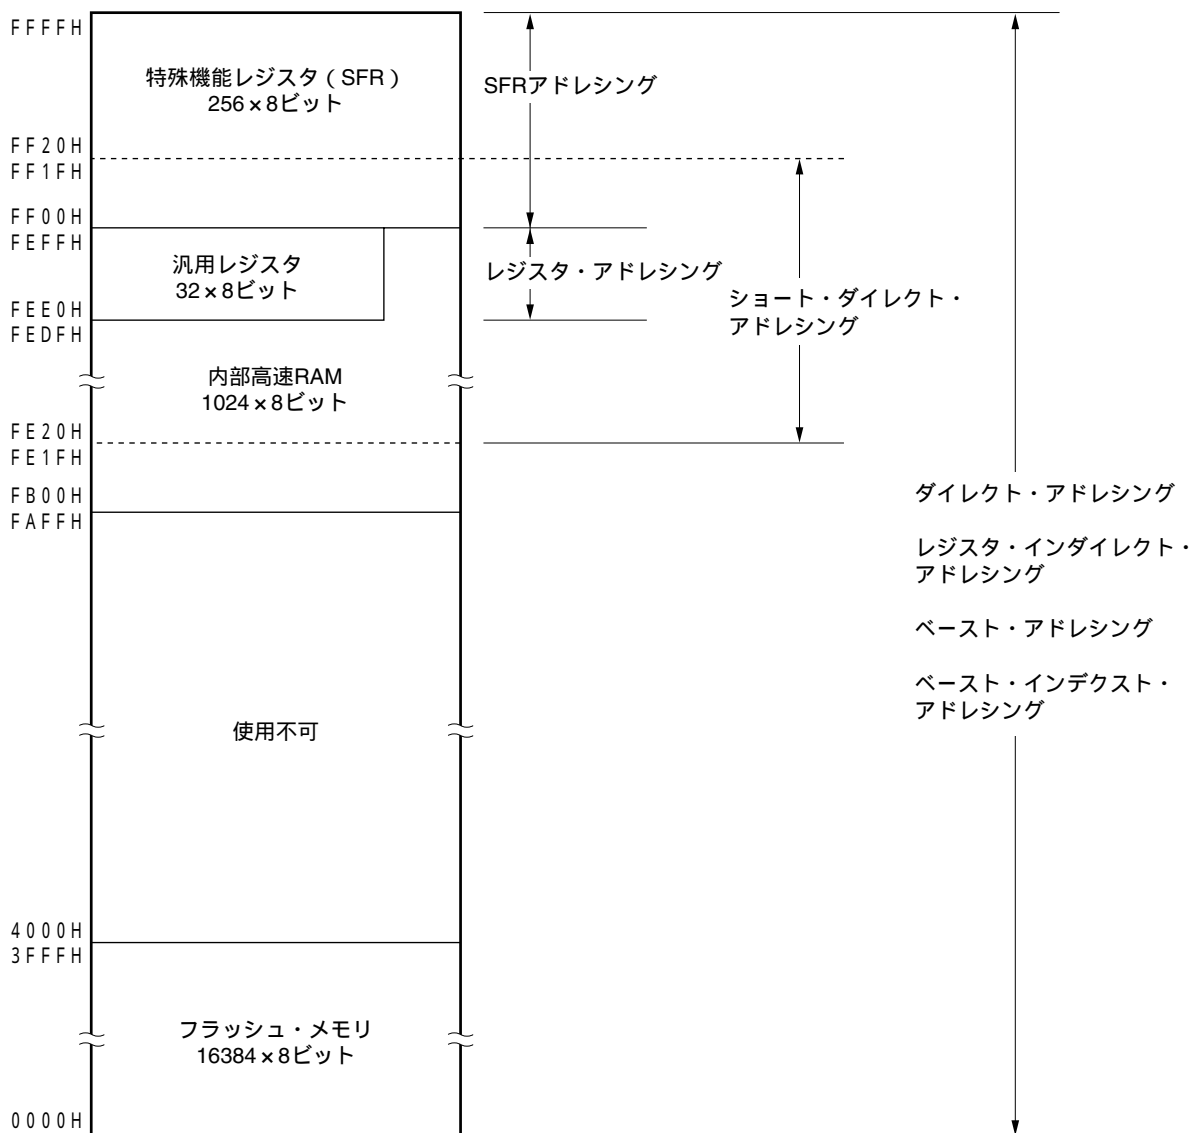 FFFFH
特殊機能レジスタ（SFR）
256×8ビット
SFRアドレシング
FF20H
FF1FH
FF00H
FEFFH
汎用レジスタ
32×8ビット
レジスタ・アドレシング
ショート・ダイレクト・
アドレシング
FEE0H
FEDFH
内部高速RAM
1024×8ビット
FE20H
FE1FH
FB00H
FAFFH
ダイレクト・アドレシング
レジスタ・インダイレクト・
アドレシング
ベースト・アドレシング
ベースト・インデクスト・
アドレシング
使用不可
4000H
3FFFH
フラッシュ・メモリ
16384×8ビット
0000H